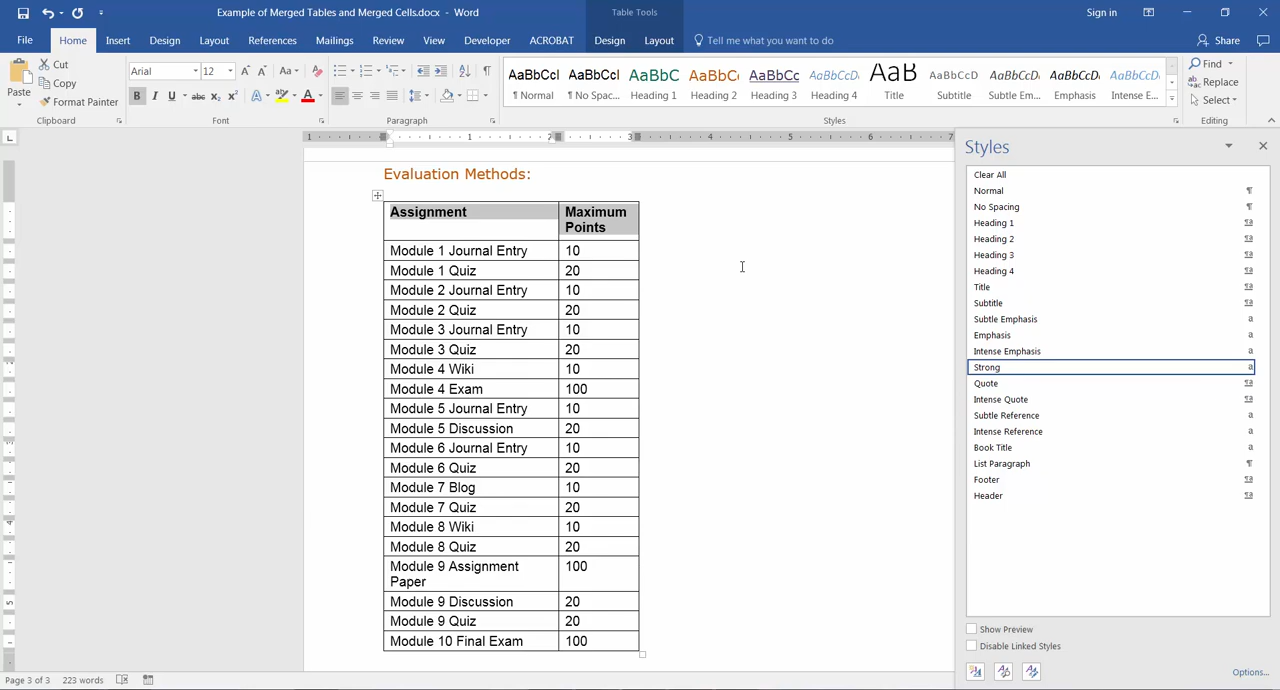 Example of Merged Tables and Merged Cells.docx - Word
Table Tools
Sign in
File
Home
Insert
Design
Layout
References
Mailings
Review
View
Developer
ACROBAT
Design
Layout
Tell me what you want to do
Share
Paste
Cut
Copy
Format Painter
Clipboard
Arial
12
Font
Paragraph
AaBbCcI
¶ Normal
AaBbCcI
¶ No Spac...
AaBbC
Heading 1
AaBbC
Heading 2
AaBbCc
Heading 3
AaBbCcD
Heading 4
AaB
Title
AaBbCcD
Subtitle
AaBbCcDt
Subtle Em...
AaBbCcDt
Emphasis
AaBbCcDt
Intense E...
Styles
Find
Replace
Select
Editing
Evaluation Methods:
Assignment Maximum Points
Module 1 Journal Entry 10
Module 1 Quiz 20
Module 2 Journal Entry 10
Module 2 Quiz 20
Module 3 Journal Entry 10
Module 3 Quiz 20
Module 4 Wiki 10
Module 4 Exam 100
Module 5 Journal Entry 10
Module 5 Discussion 20
Module 6 Journal Entry 10
Module 6 Quiz 20
Module 7 Blog 10
Module 7 Quiz 20
Module 8 Wiki 10
Module 8 Quiz 20
Module 9 Assignment Paper 100
Module 9 Discussion 20
Module 9 Quiz 20
Module 10 Final Exam 100
Styles
Clear All
Normal
No Spacing
Heading 1
Heading 2
Heading 3
Heading 4
Title
Subtitle
Subtle Emphasis
Emphasis
Intense Emphasis
Strong
Quote
Intense Quote
Subtle Reference
Intense Reference
Book Title
List Paragraph
Footer
Header
Show Preview
Disable Linked Styles
Options...
Page 3 of 3
223 words